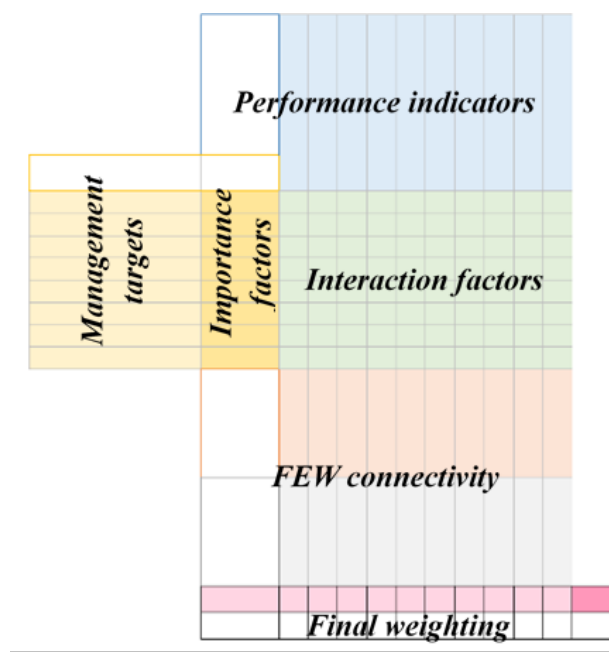 Performance indicators
Management
targets
Importance
factors
Interaction factors
FEW connectivity
Final weighting